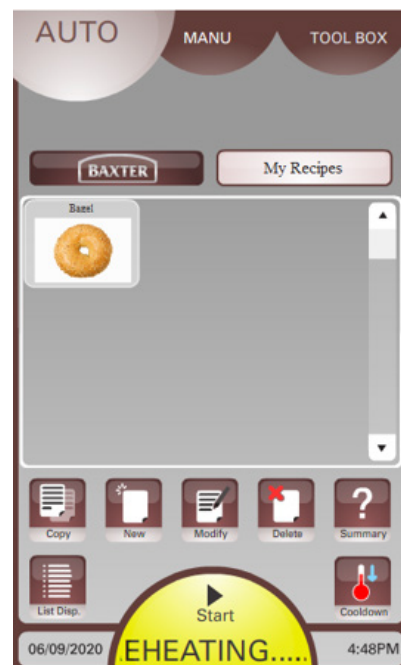 AUTO
MANU
TOOL BOX
BAXTER
My Recipes
Bagel
Copy
New
Modify
Delete
Summary
List Disp.
Start
Cooldown
06/09/2020
EHEATING.....
4:48PM